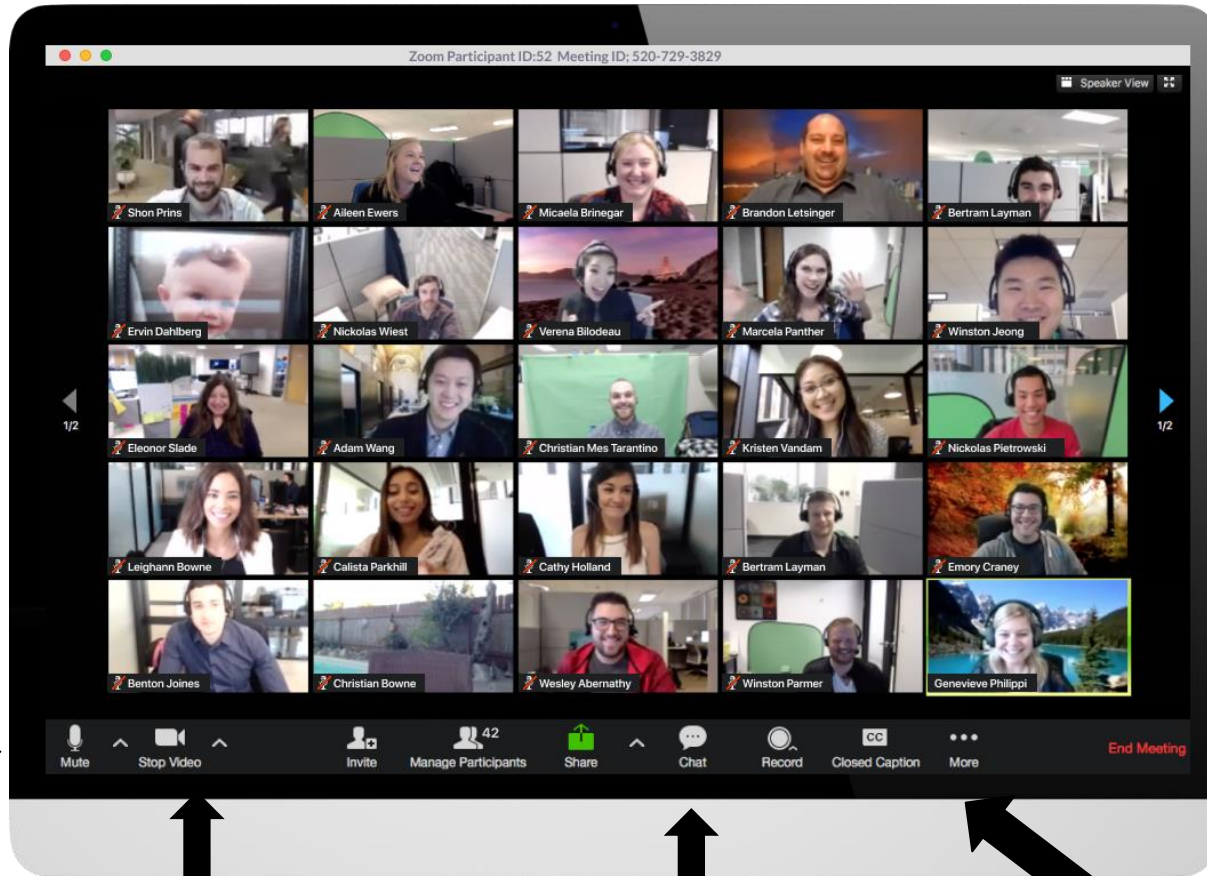 Zoom Participant ID:52 Meeting ID; 520-729-3829
Speaker View
Shon Prins
Aileen Ewers
Micaela Brinegar
Brandon Letsinger
Bertram Layman
Ervin Dahlberg
Nickolas Wiest
Verena Bilodeau
Marcela Panther
Winston Jeong
1/2
1/2
Eleonor Slade
Adam Wang
Christian Mes Tarantino
Kristen Vandam
Nickolas Pietrowski
Leighann Bowne
Calista Parkhill
Cathy Holland
Bertram Layman
Emory Craney
Benton Joines
Christian Bowne
Wesley Abernathy
Winston Parmer
Genevieve Philippi
42
CC
Mute
Stop Video
Invite
Manage Participants
Share
Chat
Record
Closed Caption
More
End Meeting